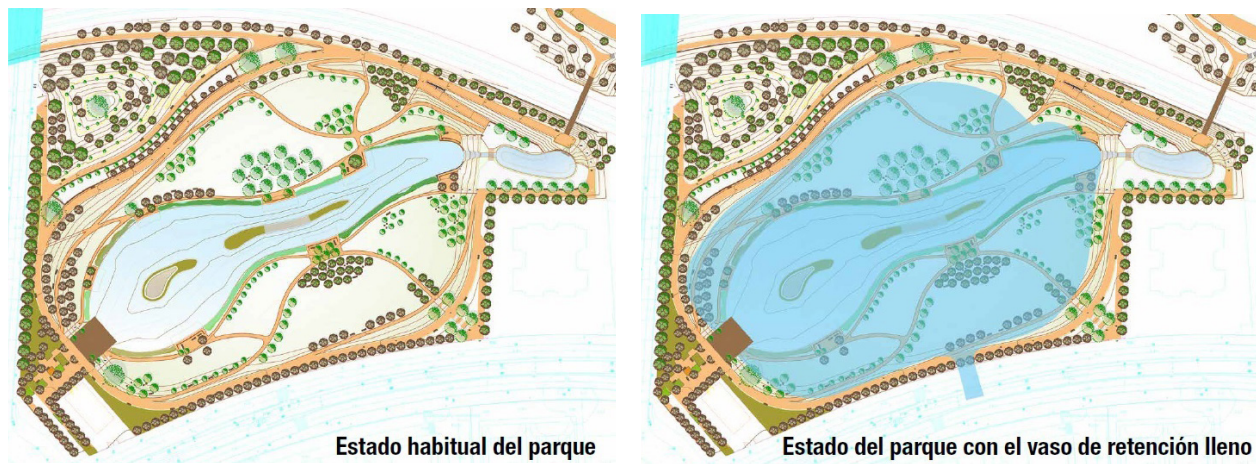 Estado habitual del parque
Estado del parque con el vaso de retención lleno